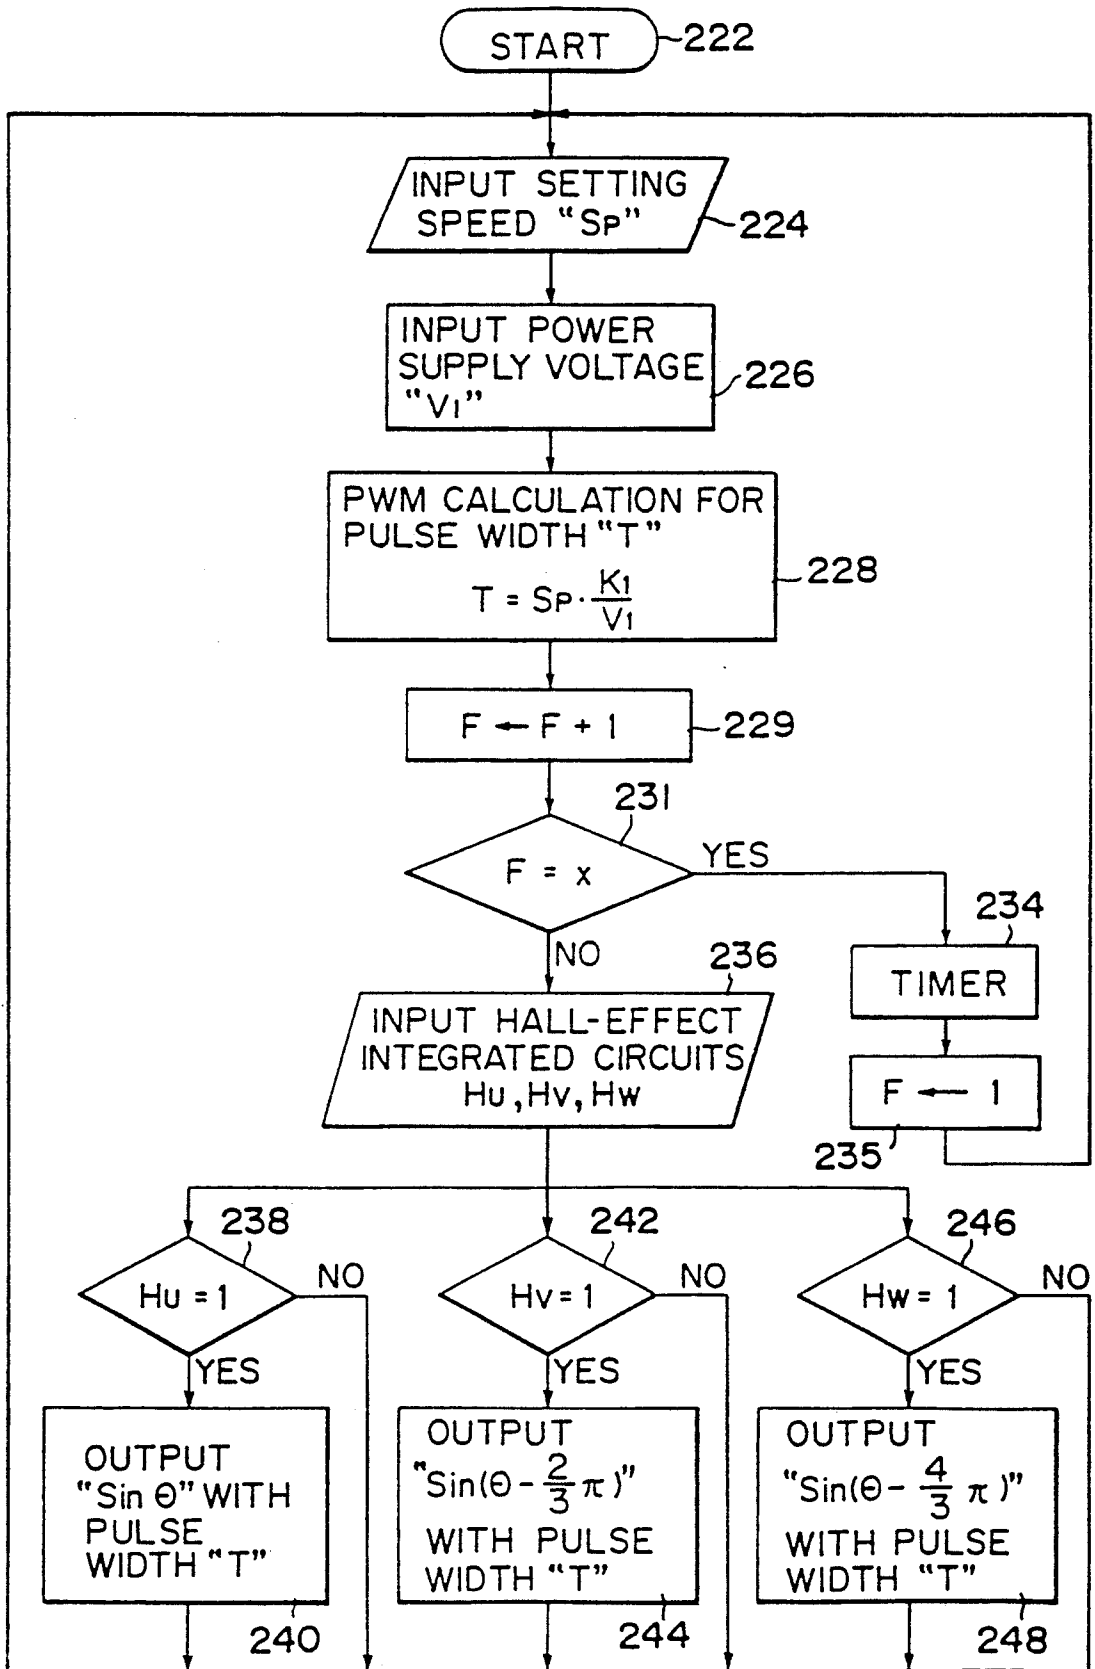 START
222
INPUT SETTING
SPEED "SP"
224
INPUT POWER
SUPPLY VOLTAGE
"V1"
226
PWM CALCULATION FOR
PULSE WIDTH "T"
T = SP · K1/V1
228
F ← F + 1
229
231
F = x
YES
NO
234
TIMER
F ← 1
235
236
INPUT HALL-EFFECT
INTEGRATED CIRCUITS
Hu, Hv, Hw
238
Hu = 1
NO
YES
242
Hv = 1
NO
YES
246
Hw = 1
NO
YES
OUTPUT
"Sin θ" WITH
PULSE
WIDTH "T"
240
OUTPUT
"Sin(θ - 2/3 π)"
WITH PULSE
WIDTH "T"
244
OUTPUT
"Sin(θ - 4/3 π)"
WITH PULSE
WIDTH "T"
248